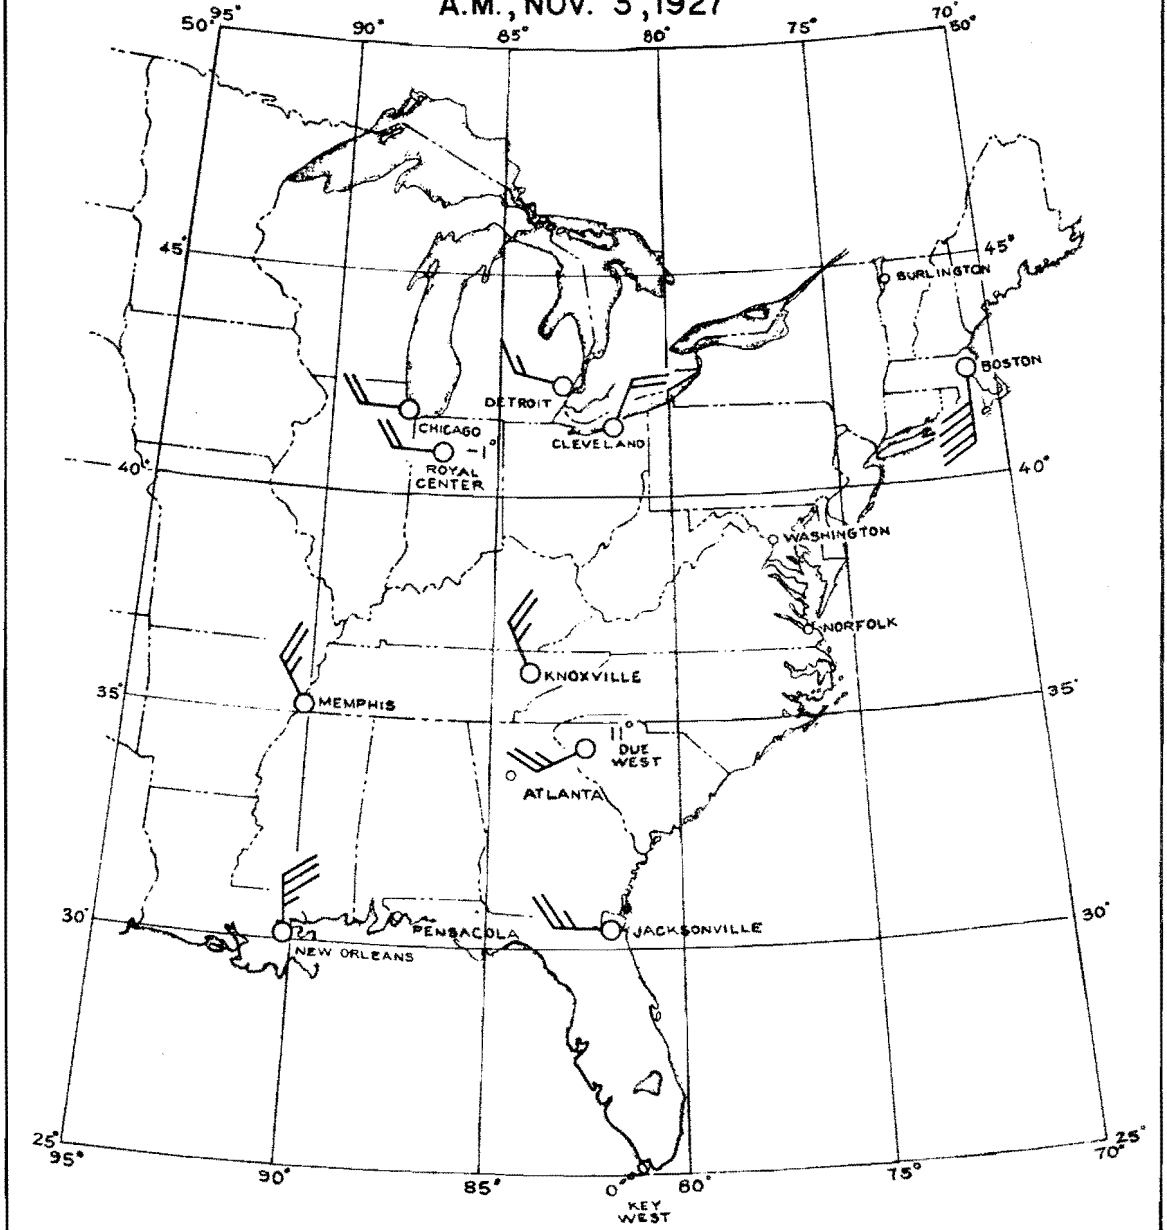 A.M., NOV. 3, 1927
95°
50°
90°
85°
80°
75°
70°
50°
45°
45°
BURLINGTON
BOSTON
DETROIT
CHICAGO
CLEVELAND
-1°
ROYAL
CENTER
40°
40°
WASHINGTON
NORFOLK
KNOXVILLE
35°
35°
MEMPHIS
11°
DUE
WEST
ATLANTA
30°
30°
PENSACOLA
JACKSONVILLE
NEW ORLEANS
25°
95°
25°
70°
90°
85°
0°
80°
75°
KEY
WEST